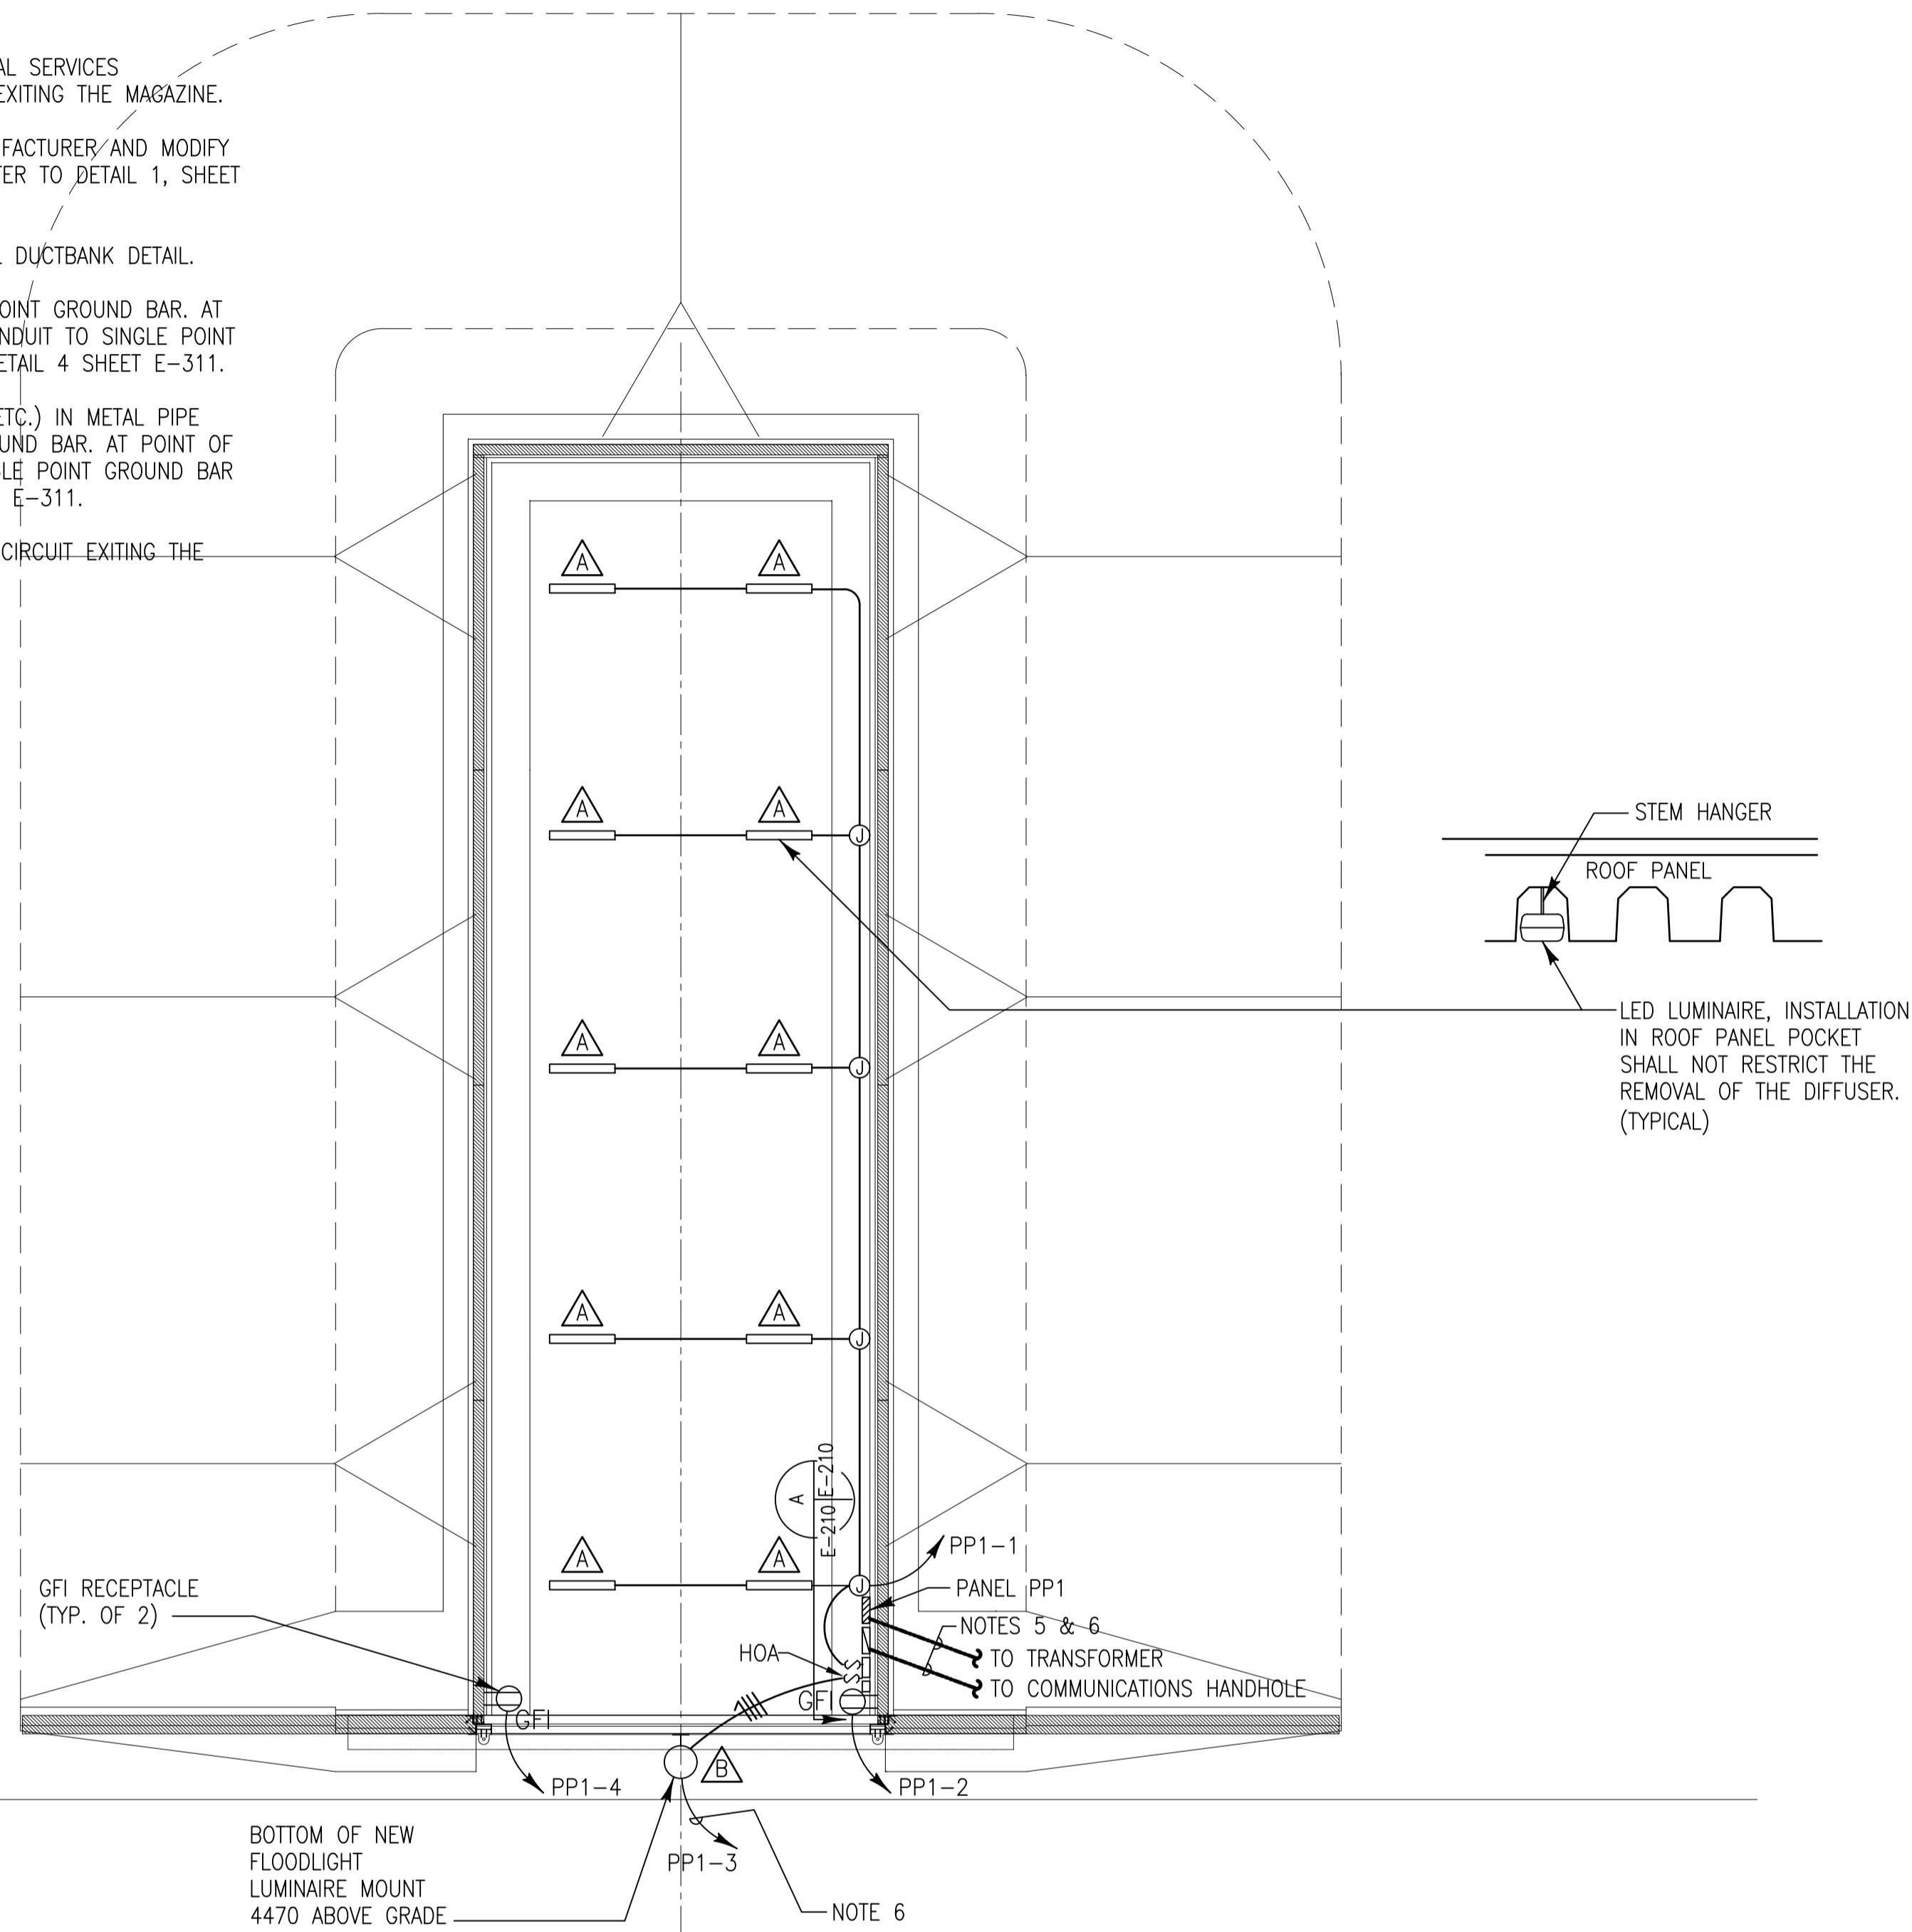 AL SERVICES
EXITING THE MAGAZINE.
FACTURER AND MODIFY
TER TO DETAIL 1, SHEET
L DUCTBANK DETAIL.
OINT GROUND BAR. AT
NDUIT TO SINGLE POINT
ETAIL 4 SHEET E-311.
ETC.) IN METAL PIPE
UND BAR. AT POINT OF
GLE POINT GROUND BAR
E-311.
CIRCUIT EXITING THE
A A
A A
J
STEM HANGER
ROOF PANEL
LED LUMINAIRE, INSTALLATION
IN ROOF PANEL POCKET
SHALL NOT RESTRICT THE
REMOVAL OF THE DIFFUSER.
(TYPICAL)
A A
J
A A
J
A
E-210
E-210
A A
J
PP1-1
PANEL PP1
NOTES 5 & 6
TO TRANSFORMER
TO COMMUNICATIONS HANDHOLE
GFI RECEPTACLE
(TYP. OF 2)
HOA
GFI
GFI
B
PP1-4
PP1-2
PP1-3
BOTTOM OF NEW
FLOODLIGHT
LUMINAIRE MOUNT
4470 ABOVE GRADE
NOTE 6